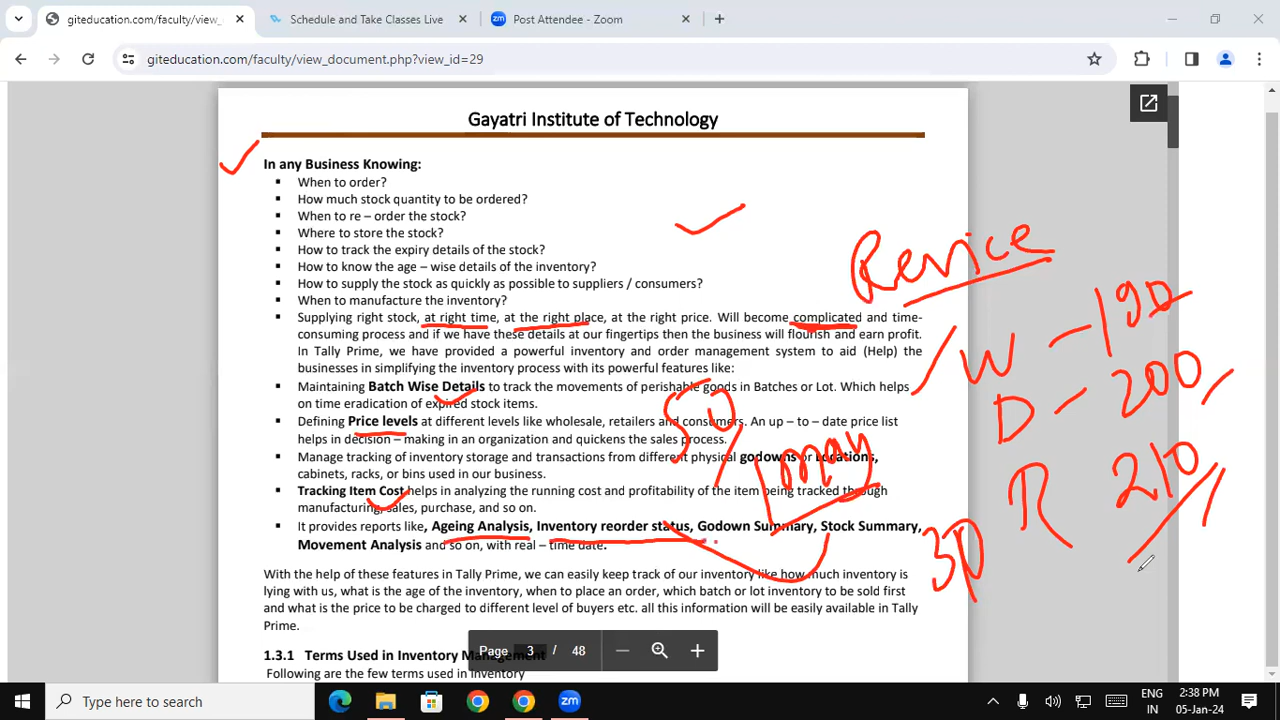 giteducation.com/faculty/view_
Schedule and Take Classes Live
Post Attendee - Zoom
giteducation.com/faculty/view_document.php?view_id=29
Gayatri Institute of Technology
In any Business Knowing:
When to order?
How much stock quantity to be ordered?
When to re – order the stock?
Where to store the stock?
How to track the expiry details of the stock?
How to know the age – wise details of the inventory?
How to supply the stock as quickly as possible to suppliers / consumers?
When to manufacture the inventory?
Supplying right stock, at right time, at the right place, at the right price. Will become complicated and time-
consuming process and if we have these details at our fingertips then the business will flourish and earn profit.
In Tally Prime, we have provided a powerful inventory and order management system to aid (Help) the
businesses in simplifying the inventory process with its powerful features like:
Maintaining Batch Wise Details to track the movements of perishable goods in Batches or Lot. Which helps
on time eradication of expired stock items.
Defining Price levels at different levels like wholesale, retailers and consumers. An up – to – date price list
helps in decision – making in an organization and quickens the sales process.
Manage tracking of inventory storage and transactions from different physical godowns or Locations,
cabinets, racks, or bins used in our business.
Tracking Item Cost helps in analyzing the running cost and profitability of the item being tracked through
manufacturing, sales, purchase, and so on.
It provides reports like, Ageing Analysis, Inventory reorder status, Godown Summary, Stock Summary,
Movement Analysis and so on, with real – time date.
With the help of these features in Tally Prime, we can easily keep track of our inventory like how much inventory is
lying with us, what is the age of the inventory, when to place an order, which batch or lot inventory to be sold first
and what is the price to be charged to different level of buyers etc. all this information will be easily available in Tally
Prime.
1.3.1 Terms Used in Inventory Management
Following are the few terms used in inventory
Page 3 / 48
W - 190
D - 200
R 210
50
may
30
Type here to search
ENG
IN
2:38 PM
05-Jan-24